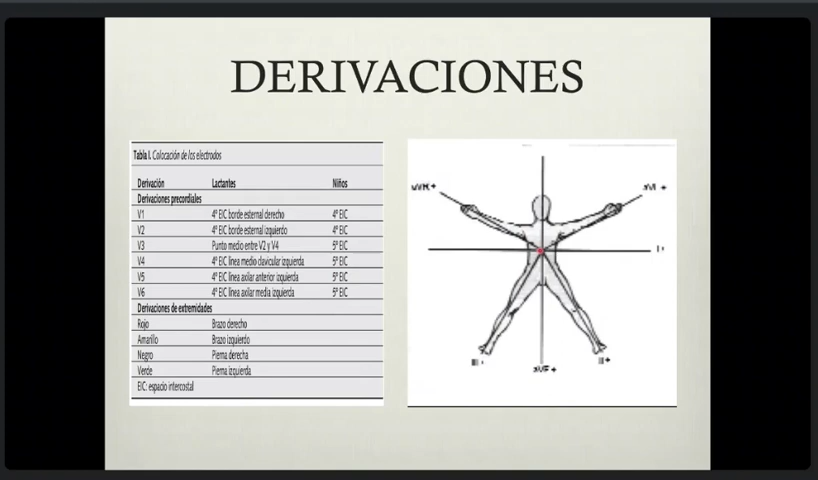 DERIVACIONES
Tabla I. Colocación de los electrodos
Derivación Lactantes Niños
Derivaciones precordiales
V1 4º EIC borde esternal derecho 4º EIC
V2 4º EIC borde esternal izquierdo 4º EIC
V3 Punto medio entre V2 y V4 5º EIC
V4 4º EIC línea medio clavicular izquierda 5º EIC
V5 4º EIC línea axilar anterior izquierda 5º EIC
V6 4º EIC línea axilar media izquierda 5º EIC
Derivaciones de extremidades
Rojo Brazo derecho
Amarillo Brazo izquierdo
Negro Pierna derecha
Verde Pierna izquierda
EIC: espacio intercostal
aVR +
aVL +
I +
III +
II +
aVF +